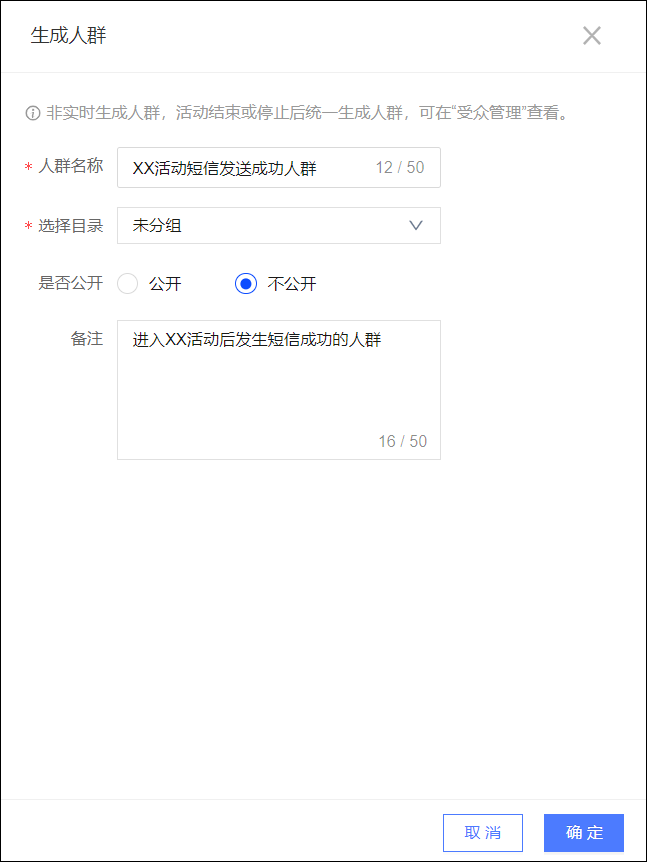 生成人群
非实时生成人群，活动结束或停止后统一生成人群，可在“受众管理”查看。
* 人群名称 XX活动短信发送成功人群 12 / 50
* 选择目录 未分组
是否公开 公开 不公开
备注 进入XX活动后发生短信成功的人群
16 / 50
取 消 确 定